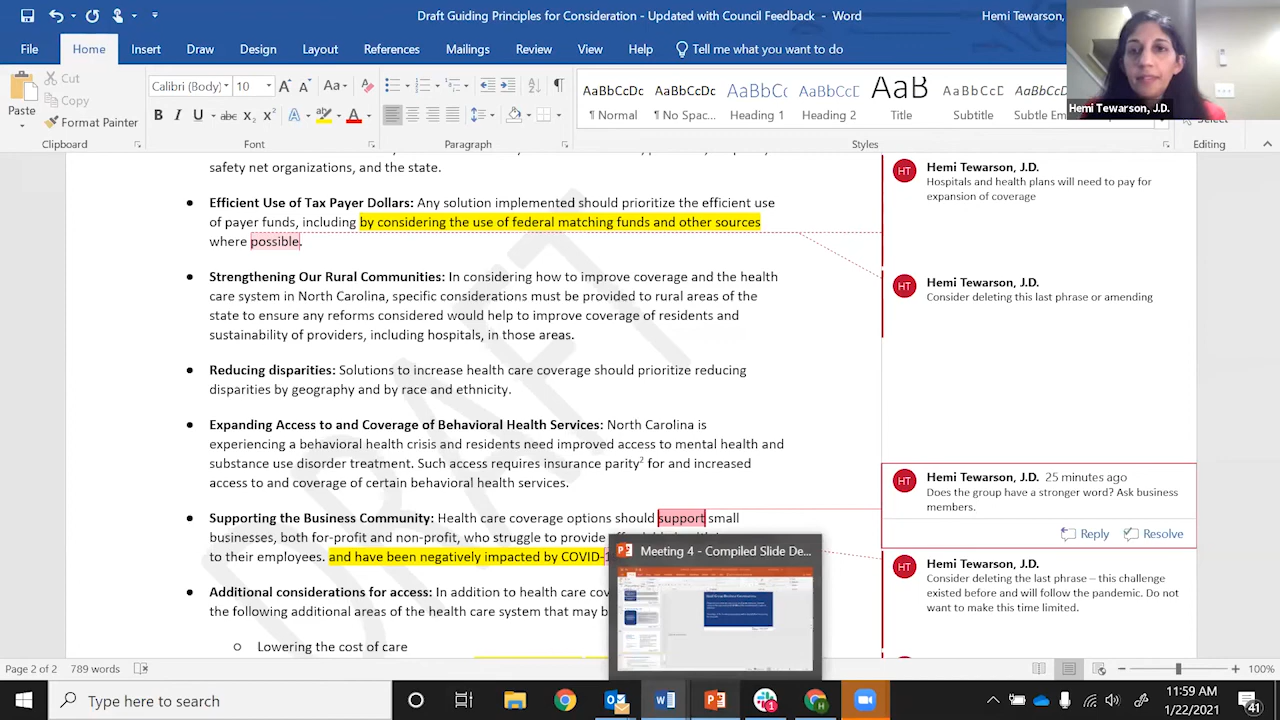 Draft Guiding Principles of Consideration - Compiled Council Feedback - Word
Hemi Tewarson,
File Home Insert Draw Design Layout References Mailings Review View Help Tell me what you want to do
Hemi Tewarson, J.D.
Paste
Cut
Copy
Format Painter
Calibri (Body) 10
Aa
B I U abc X2 X2
A A
AaBbCcDc AaBbCcDc AaBbCc AaBbCcD AaB AaBbCcD AaBbCcD
¶ Normal ¶ No Spac... Heading 1 Heading 2 Title Subtitle Subtle Em
Select
Clipboard Font Paragraph Styles Editing
safety net organizations, and the state.
• Efficient Use of Tax Payer Dollars: Any solution implemented should prioritize the efficient use
of payer funds, including by considering the use of federal matching funds and other sources
where possible.
• Strengthening Our Rural Communities: In considering how to improve coverage and the health
care system in North Carolina, specific considerations must be provided to rural areas of the
state to ensure any reforms considered would help to improve coverage of residents and
sustainability of providers, including hospitals, in those areas.
• Reducing disparities: Solutions to increase health care coverage should prioritize reducing
disparities by geography and by race and ethnicity.
• Expanding Access to and Coverage of Behavioral Health Services: North Carolina is
experiencing a behavioral health crisis and residents need improved access to mental health and
substance use disorder treatment. Such access requires insurance parity2 for and increased
access to and coverage of certain behavioral health services.
• Supporting the Business Community: Health care coverage options should support small
businesses, both for-profit and non-profit, who struggle to provide
to their employees, and have been negatively impacted by COVID-
• Additional considerations for access: In addition to health care
the following additional areas of the
system that may
○ Lowering the cost of care
DRAFT
HT Hemi Tewarson, J.D.
Hospitals and health plans will need to pay for
expansion of coverage
HT Hemi Tewarson, J.D.
Consider deleting this last phrase or amending
HT Hemi Tewarson, J.D. 25 minutes ago
Does the group have a stronger word? Ask business
members.
Reply Resolve
HT Hemi Tewarson, J.D.
Consider deleting the last phrase – this challenge
existed before and will follow the pandemic. Do not
want to make this time limited.
Meeting 4 - Compiled Slide De...
Page 2 of 2 789 words
100%
Type here to search
11:59 AM
1/22/2021
41